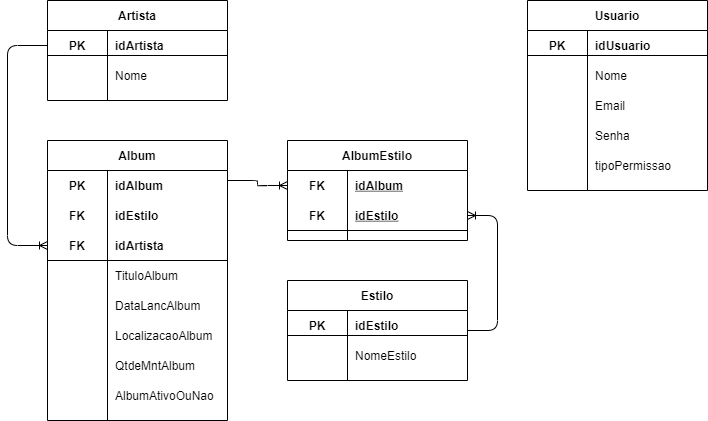 Artista
PK idArtista
Nome
Usuario
PK idUsuario
Nome
Email
Senha
tipoPermissao
Album
PK idAlbum
FK idEstilo
FK idArtista
TituloAlbum
DataLancAlbum
LocalizacaoAlbum
QtdeMntAlbum
AlbumAtivoOuNao
AlbumEstilo
FK idAlbum
FK idEstilo
Estilo
PK idEstilo
NomeEstilo